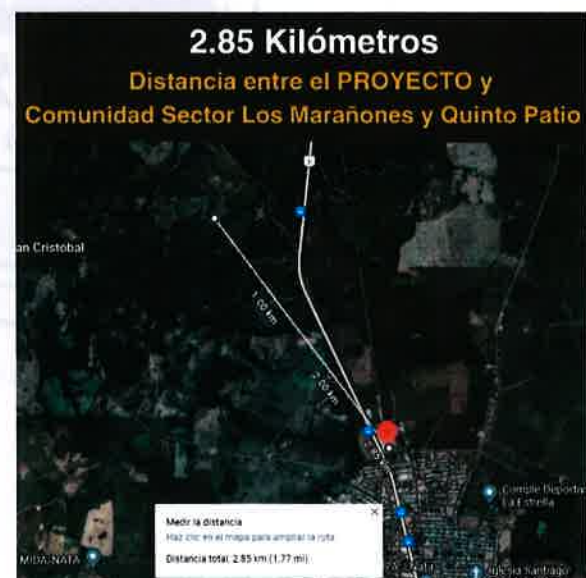 2.85 Kilómetros
Distancia entre el PROYECTO y
Comunidad Sector Los Marañones y Quinto Patio
an Cristobal
1.00 km
2.00 km
Medir la distancia
Haz clic en el mapa para ampliar la ruta
Distancia total: 2.85 km (1.77 mi)
La Estrella
MIDA-NATA
Iglesia Santiago